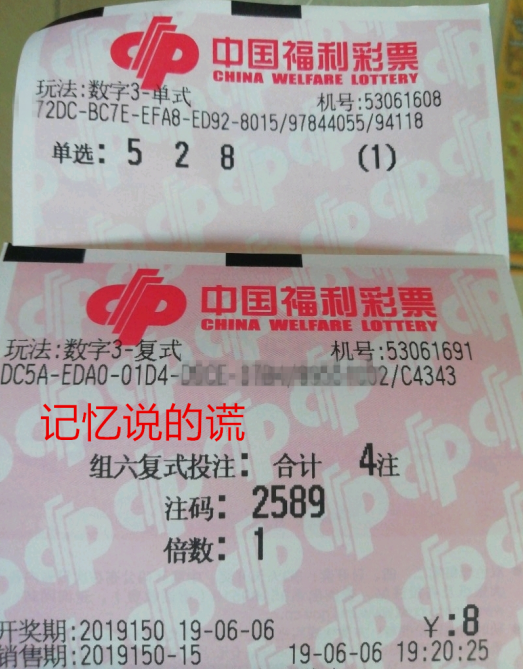 中国福利彩票
CHINA WELFARE LOTTERY
玩法:数字3-单式 机号:53061608
72DC-BC7E-EFA8-ED92-8015/97844055/94118
单选: 5 2 8 (1)
中国福利彩票
CHINA WELFARE LOTTERY
玩法:数字3-复式 机号:53061691
DC5A-EDA0-01D4- 2/C4343
记忆说的谎
组六复式投注: 合计 4注
注码: 2589
倍数: 1
¥:8
开奖期:2019150 19-06-06
销售期:2019150-15 19-06-06 19:20:25